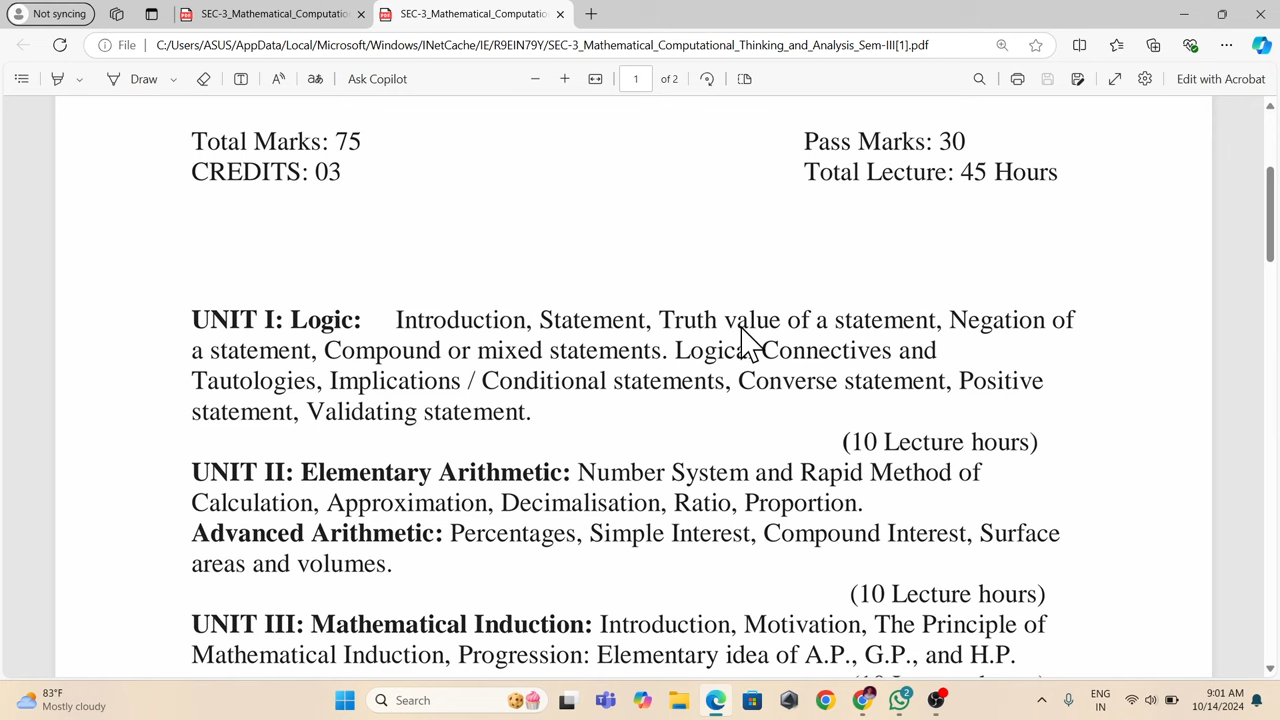 Not syncing
SEC-3_Mathematical_Computatio
SEC-3_Mathematical_Computatio
File
C:/Users/ASUS/AppData/Local/Microsoft/Windows/INetCache/IE/R9EIN79Y/SEC-3_Mathematical_Computational_Thinking_and_Analysis_Sem-III[1].pdf
Draw
Ask Copilot
1 of 2
Edit with Acrobat
Total Marks: 75 Pass Marks: 30
CREDITS: 03 Total Lecture: 45 Hours
UNIT I: Logic: Introduction, Statement, Truth value of a statement, Negation of
a statement, Compound or mixed statements. Logical Connectives and
Tautologies, Implications / Conditional statements, Converse statement, Positive
statement, Validating statement.
(10 Lecture hours)
UNIT II: Elementary Arithmetic: Number System and Rapid Method of
Calculation, Approximation, Decimalisation, Ratio, Proportion.
Advanced Arithmetic: Percentages, Simple Interest, Compound Interest, Surface
areas and volumes.
(10 Lecture hours)
UNIT III: Mathematical Induction: Introduction, Motivation, The Principle of
Mathematical Induction, Progression: Elementary idea of A.P., G.P., and H.P.
83°F
Mostly cloudy
Search
2
ENG
IN
9:01 AM
10/14/2024